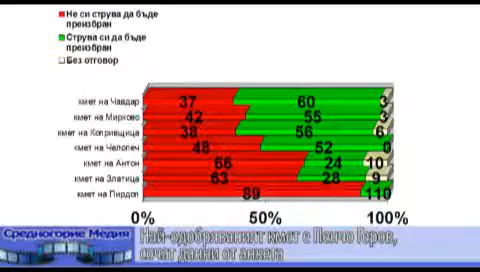 Не си струва да бъде
преизбран
Струва си да бъде
преизбран
Без отговор
кмет на Чавдар 37 60 3
кмет на Мирково 42 55 3
кмет на Копривщица 38 56 6
кмет на Челопеч 48 52 0
кмет на Антон 66 24 10
кмет на Златица 63 28 9
кмет на Пирдоп 89 110
0% 50% 100%
Средногорие Медия
Най-одобряваният кмет е Пенчо Геров,
сочат данни от анкета